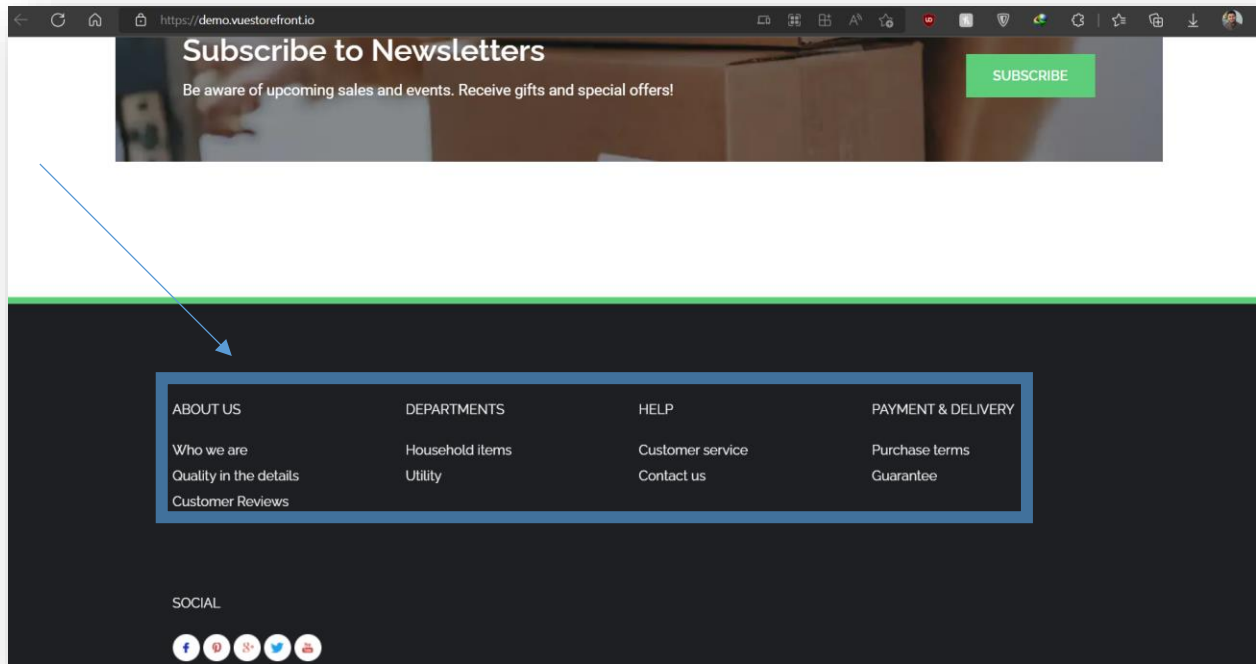 https://demo.vuestorefront.io
Subscribe to Newsletters
Be aware of upcoming sales and events. Receive gifts and special offers!
SUBSCRIBE
ABOUT US
Who we are
Quality in the details
Customer Reviews
DEPARTMENTS
Household items
Utility
HELP
Customer service
Contact us
PAYMENT & DELIVERY
Purchase terms
Guarantee
SOCIAL